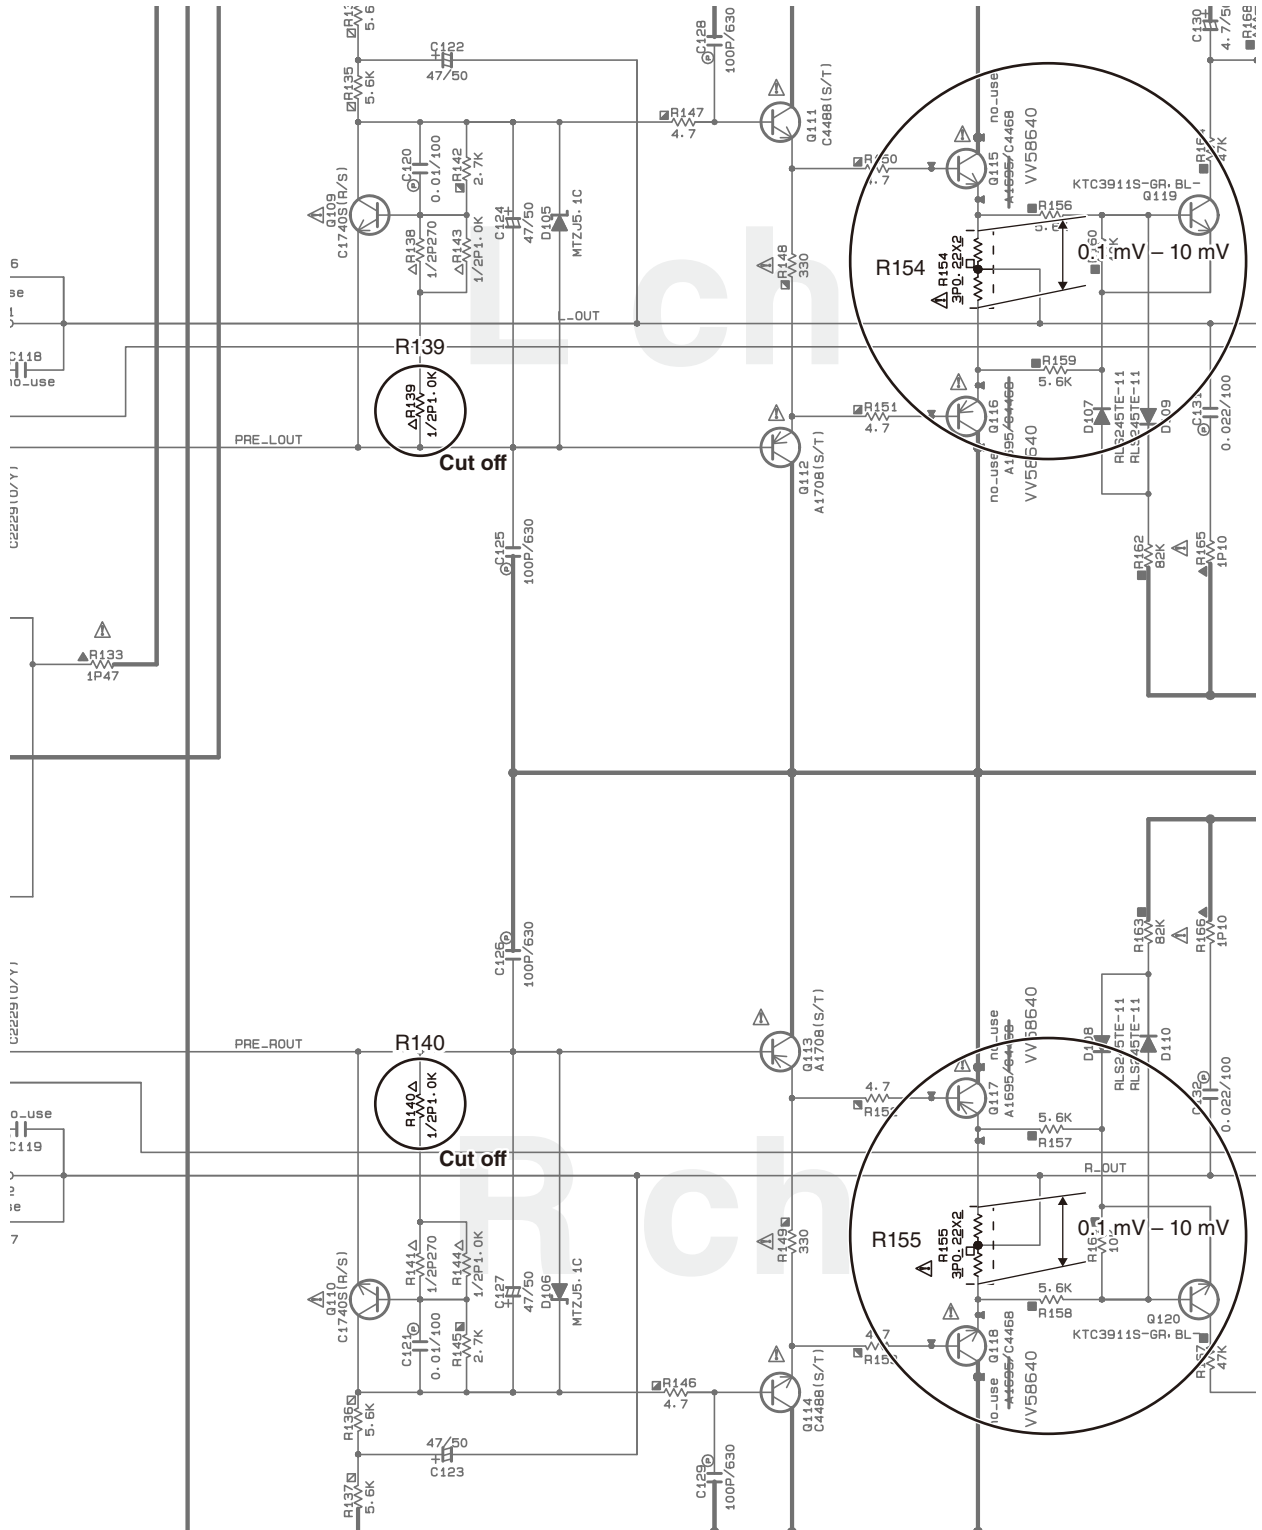 5.6
C122
47/50
R135
5.6K
C128
100P/630
C130
R168
R147
4.7
Q111
C4488(S/T)
no_use
Q115
A1695/C4468
VV58640
47K
KTC3911S-GR,BL-
Q119
C120
0.01/100
R142
2.7K
Q109
C1740S(R/S)
R138
1/2P270
R143
1/2P1.0K
C124
47/50
D105
MTZJ5.1C
R148
330
R156
R154
R154
3P0.22X2
0.1 mV – 10 mV
6
se
1
L ch
L_OUT
C118
no_use
R139
R139
1/2P1.0K
Cut off
R159
5.6K
R151
4.7
Q116
A1695/C4468
no_use
VV58640
D107
RLS245TE-11
RLS245TE-11
D109
C131
0.022/100
PRE_LOUT
Q112
A1708(S/T)
C2229(O/Y)
C125
100P/630
R162
82K
R165
1P10
R133
1P47
C126
100P/630
R163
82K
R166
1P10
C2229(O/Y)
PRE_ROUT
R140
R140
1/2P1.0K
Cut off
Q113
A1708(S/T)
no_use
Q117
A1695/C4468
VV58640
D108
RLS245TE-11
RLS245TE-11
D110
4.7
5.6K
R157
0.022/100
o_use
C119
se
7
R ch
R_OUT
R149
330
R155
R155
3P0.22X2
0.1 mV – 10 mV
Q110
C1740S(R/S)
R141
1/2P270
R144
1/2P1.0K
C127
47/50
D106
MTZJ5.1C
C121
0.01/100
R145
2.7K
5.6K
R158
Q120
KTC3911S-GR,BL-
47K
Q118
A1695/C4468
no_use
VV58640
R146
4.7
Q114
C4488(S/T)
R136
5.6K
47/50
C123
R137
5.6K
C129
100P/630